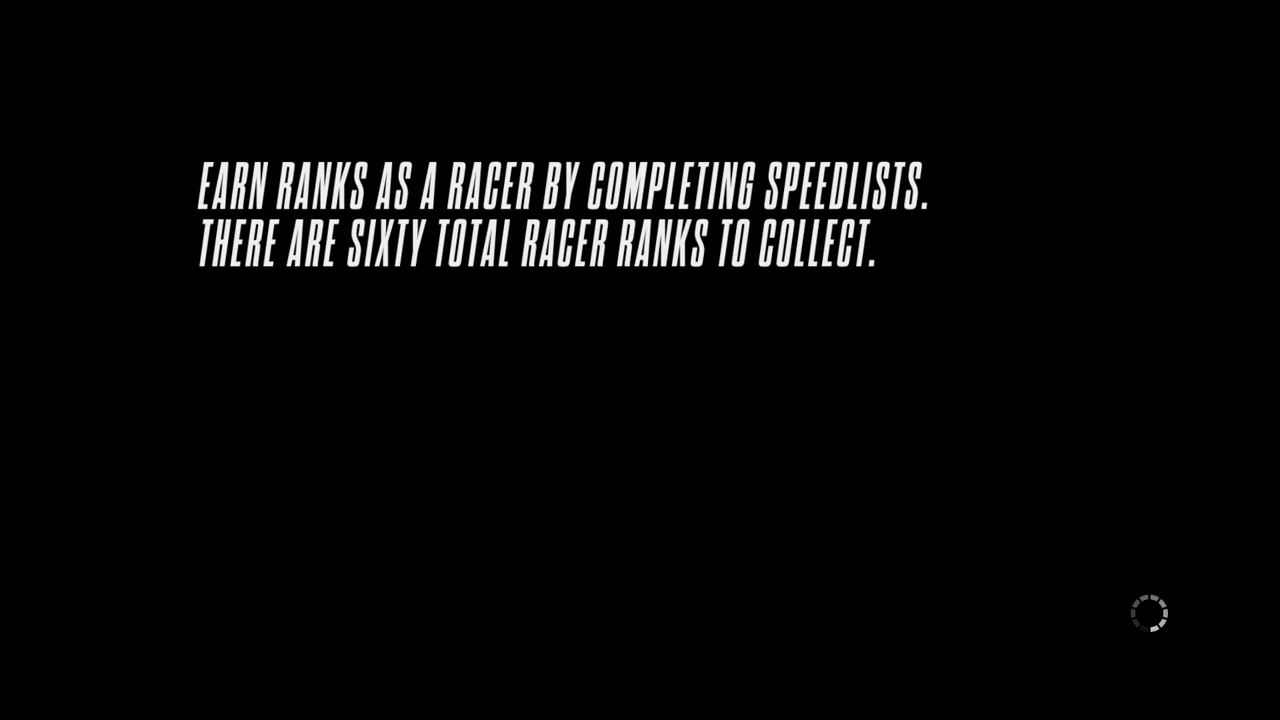 EARN RANKS AS A RACER BY COMPLETING SPEEDLISTS.
THERE ARE SIXTY TOTAL RACER RANKS TO COLLECT.